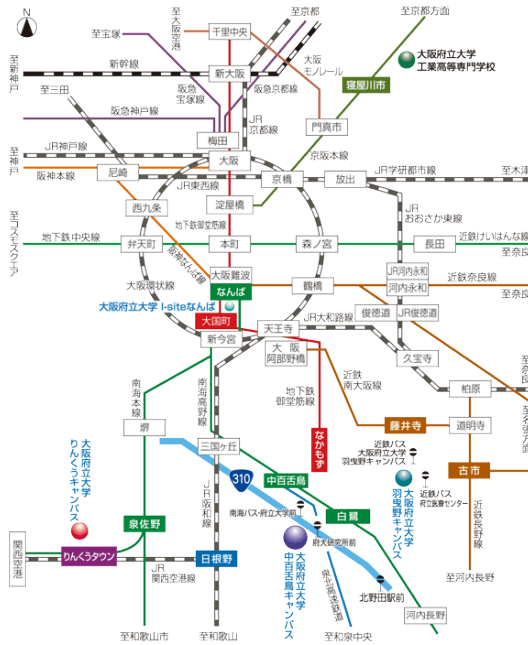 N
至宝塚
至大阪空港
至京都
至京都方面
千里中央
大阪モノレール
大阪府立大学
工業高等専門学校
至新神戸
新幹線
新大阪
至三田
阪急宝塚線
阪急京都線
寝屋川市
阪急神戸線
JR京都線
門真市
梅田
京阪本線
至神戸
JR神戸線
大阪
阪神本線
尼崎
JR東西線
京橋
放出
JR学研都市線
至木津
西九条
淀屋橋
JRおおさか東線
地下鉄御堂筋線
至コスモスクエア
地下鉄中央線
弁天町
本町
森ノ宮
長田
近鉄けいはんな線
至奈良
阪神なんば線
大阪難波
JR河内永和
河内永和
近鉄奈良線
至奈良
大阪環状線
なんば
鶴橋
大阪府立大学 I-siteなんば
大国町
天王寺
JR大和路線
俊徳道
JR俊徳道
新今宮
大阪阿部野橋
久宝寺
至奈良
南海本線
南海高野線
地下鉄御堂筋線
近鉄南大阪線
柏原
至名張方面
堺
なかもず
藤井寺
道明寺
三国ヶ丘
大阪府立大学
りんくうキャンパス
310
中百舌鳥
近鉄バス
大阪府立大学
羽曳野キャンパス
古市
JR阪和線
大阪府立大学
羽曳野キャンパス
近鉄バス
府立医療センター
南海バス・府立大学前
白鷺
泉佐野
府大研究所前
近鉄長野線
関西空港
りんくうタウン
日根野
大阪府立大学
中百舌鳥キャンパス
JR関西空港線
泉北高速鉄道
北野田駅前
至河内長野
河内長野
至和歌山市
至和歌山
至和泉中央